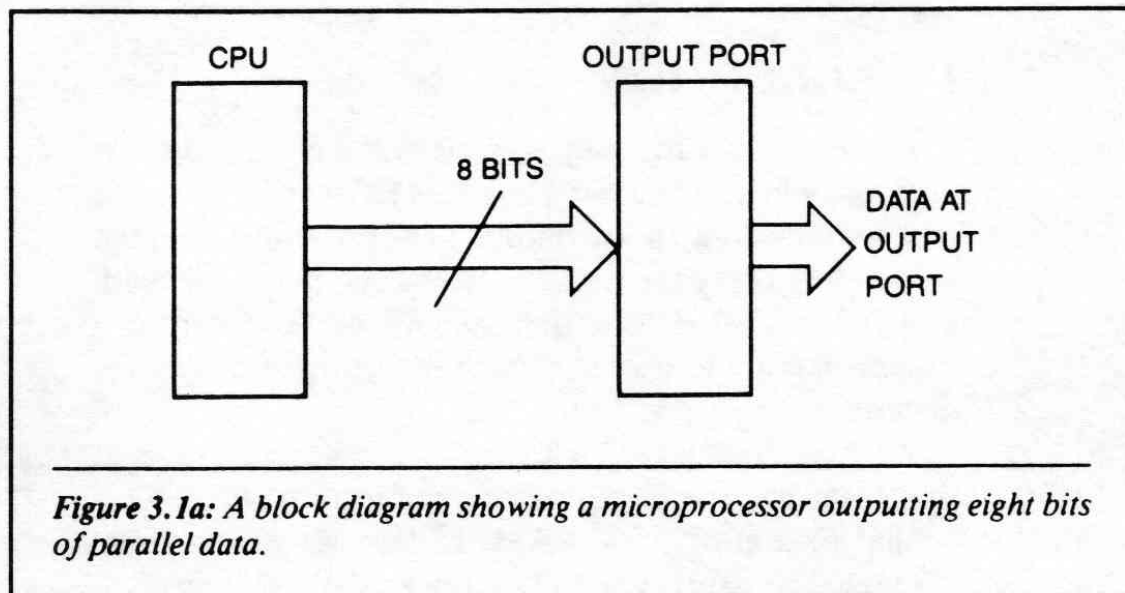 CPU
OUTPUT PORT
8 BITS
DATA AT
OUTPUT
PORT
Figure 3.1a: A block diagram showing a microprocessor outputting eight bits
of parallel data.